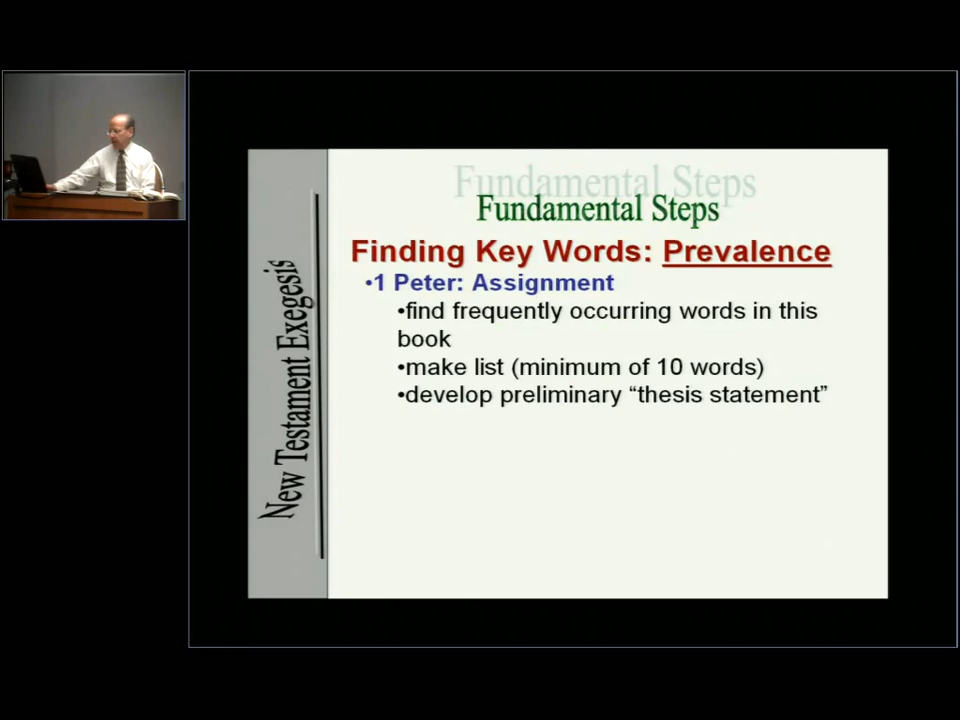 Fundamental Steps
Fundamental Steps
New Testament Exegesis
Finding Key Words: Prevalence
•1 Peter: Assignment
•find frequently occurring words in this
book
•make list (minimum of 10 words)
•develop preliminary “thesis statement”